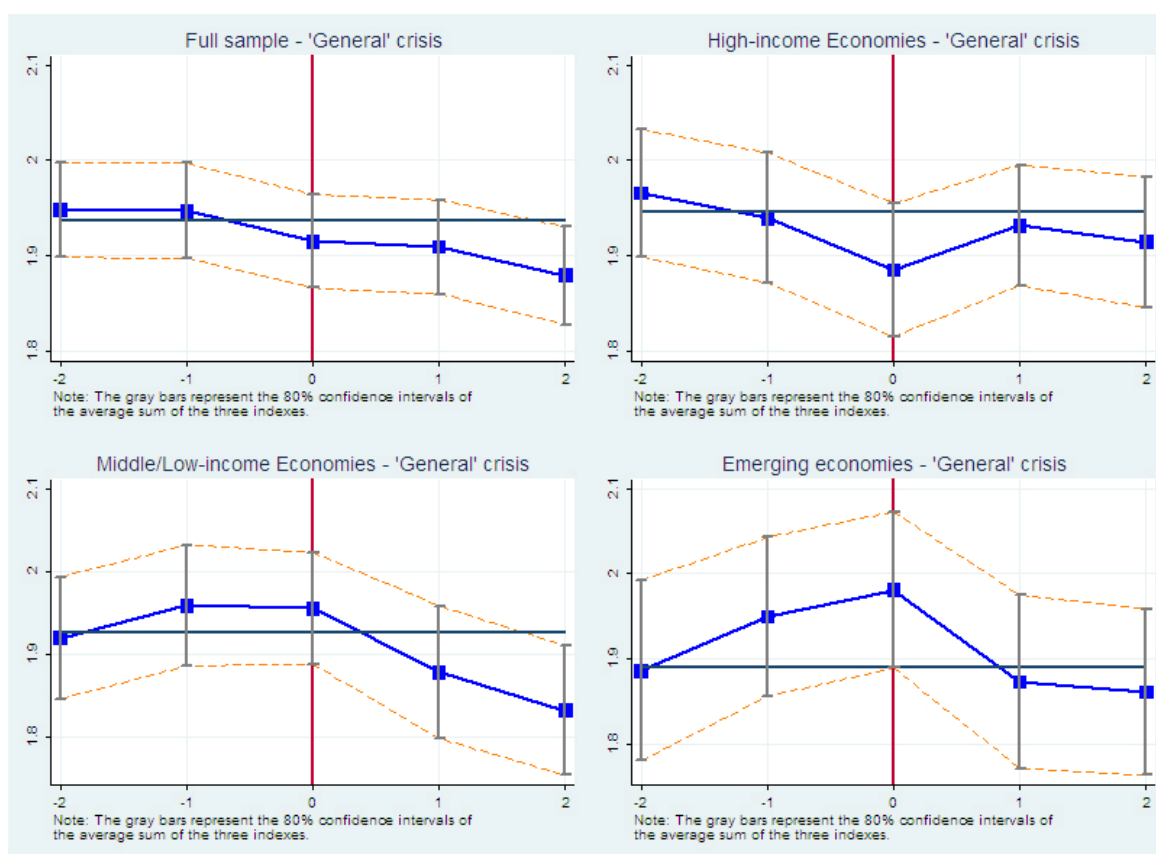 Full sample - 'General' crisis
2.1
2
1.9
1.8
-2 -1 0 1 2
Note: The gray bars represent the 80% confidence intervals of
the average sum of the three indexes.
High-income Economies - 'General' crisis
2.1
2
1.9
1.8
-2 -1 0 1 2
Note: The gray bars represent the 80% confidence intervals of
the average sum of the three indexes.
Middle/Low-income Economies - 'General' crisis
2.1
2
1.9
1.8
-2 -1 0 1 2
Note: The gray bars represent the 80% confidence intervals of
the average sum of the three indexes.
Emerging economies - 'General' crisis
2.1
2
1.9
1.8
-2 -1 0 1 2
Note: The gray bars represent the 80% confidence intervals of
the average sum of the three indexes.